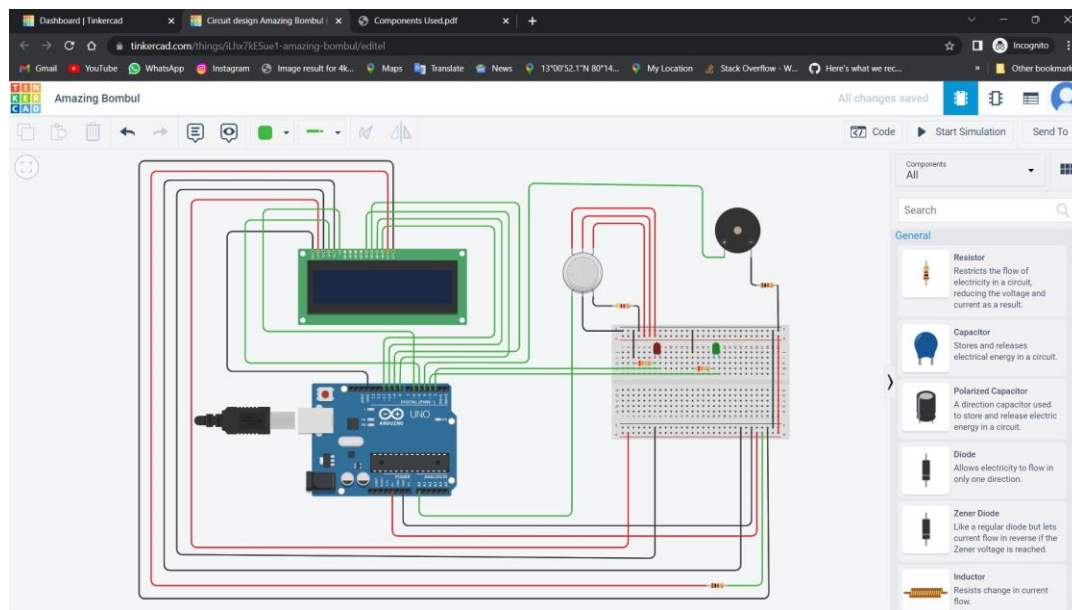 Dashboard | Tinkercad
Circuit design Amazing Bombul |
Components Used.pdf
tinkercad.com/things/iLhx7kESue1-amazing-bombul/editel
Incognito
Gmail
YouTube
WhatsApp
Instagram
Image result for 4k...
Maps
Translate
News
13°00'52.1"N 80°14...
My Location
Stack Overflow - W...
Here's what we rec...
»
Other bookmark
TIN
KER
CAD
Amazing Bombul
All changes saved
Code
Start Simulation
Send To
Components
All
Search
General
Resistor
Restricts the flow of
electricity in a circuit,
reducing the voltage and
current as a result.
Capacitor
Stores and releases
electrical energy in a circuit.
Polarized Capacitor
A direction capacitor used
to store and release electric
energy in a circuit.
Diode
Allows electricity to flow in
only one direction.
Zener Diode
Like a regular diode but lets
current flow in reverse if the
Zener voltage is reached.
Inductor
Resists change in current
flow.
DIGITAL (PWM~)
UNO
ARDUINO
POWER
ANALOG IN